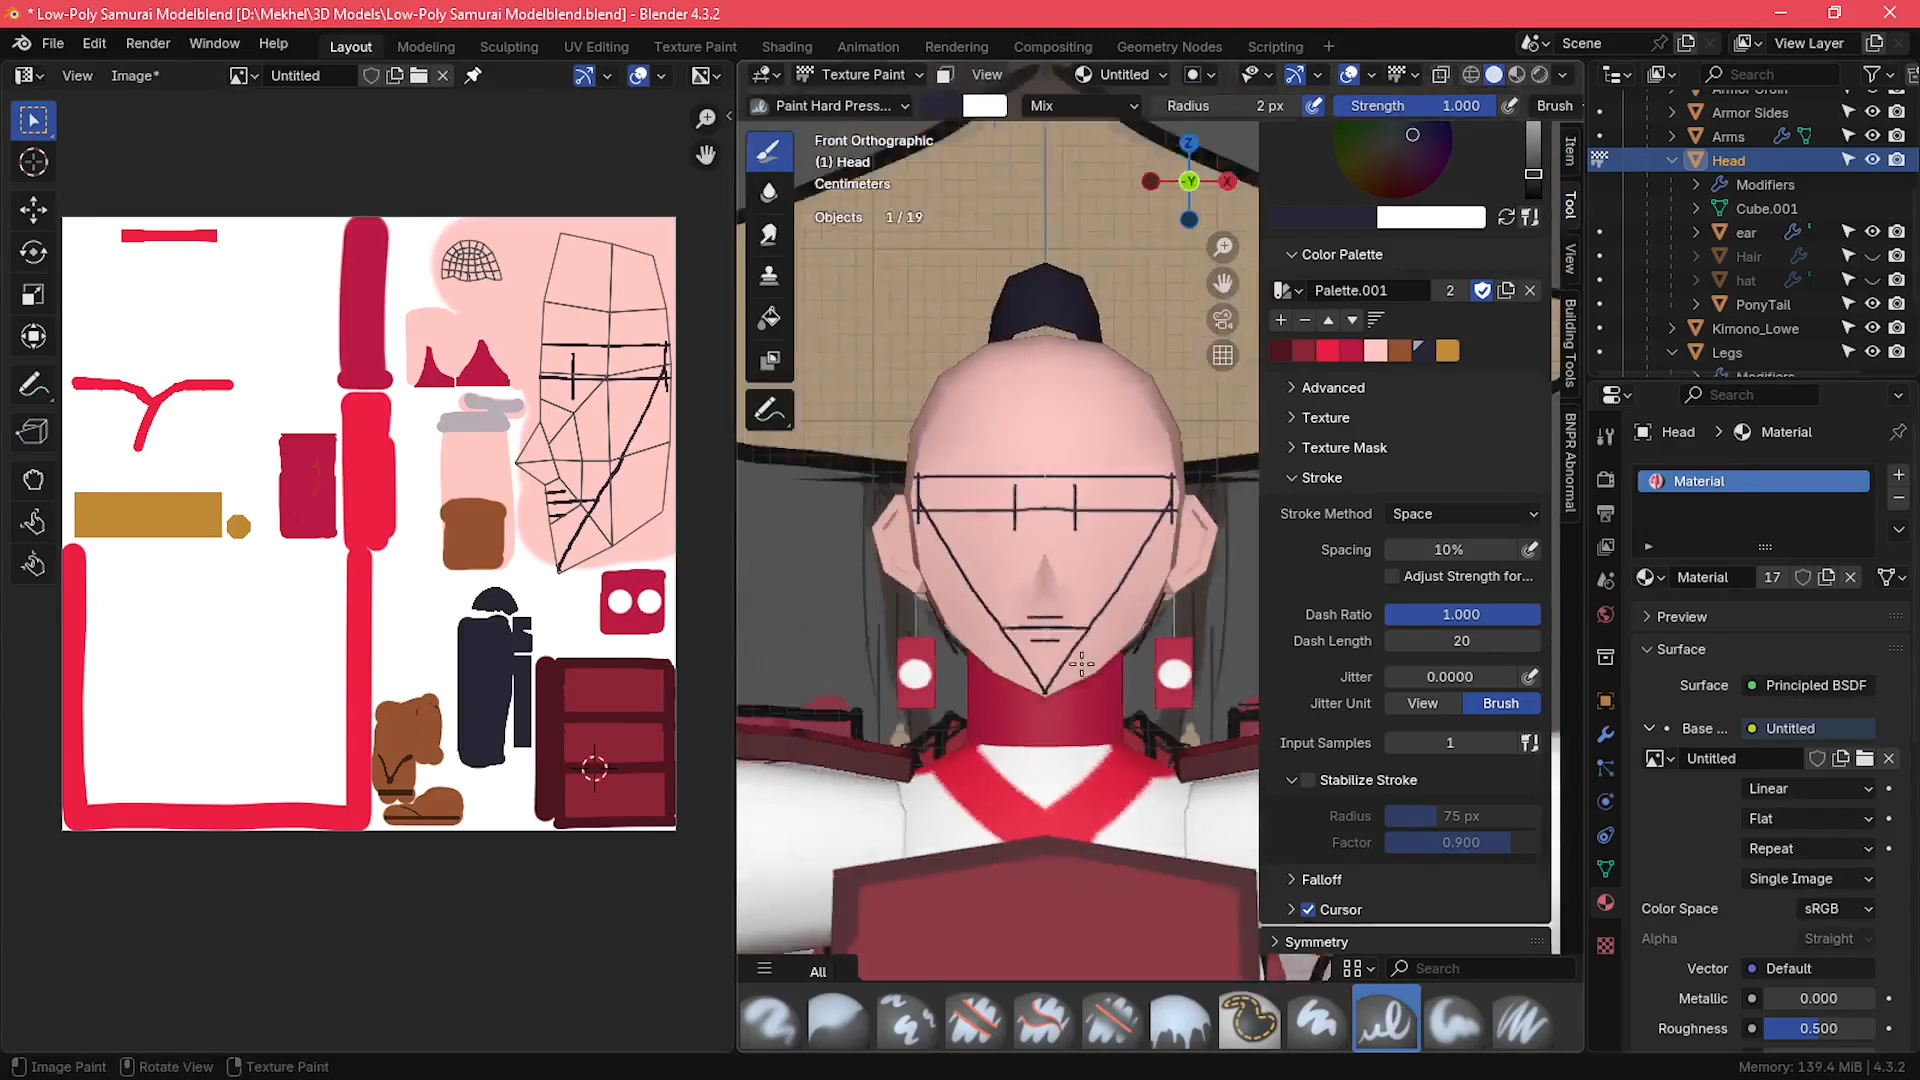 * Low-Poly Samurai Modelblend [D:\Mekhel\3D Models\Low-Poly Samurai Modelblend.blend] - Blender 4.3.2
File Edit Render Window Help Layout Modeling Sculpting UV Editing Texture Paint Shading Animation Rendering Compositing Geometry Nodes Scripting + Scene View Layer
View Image* Untitled
Texture Paint View Untitled
Search
Paint Hard Press... Mix Radius 2 px Strength 1.000 Brush
Front Orthographic
(1) Head
Centimeters
Objects 1 / 19
Z
-Y
X
Color Palette
Palette.001 2
Advanced
Texture
Texture Mask
Stroke
Stroke Method Space
Spacing 10%
Adjust Strength for...
Dash Ratio 1.000
Dash Length 20
Jitter 0.0000
Jitter Unit View Brush
Input Samples 1
Stabilize Stroke
Radius 75 px
Factor 0.900
Falloff
Cursor
Symmetry
Item
Tool
View
Building Tools
BNPR Abnormal
All
Search
Armor Groin
Armor Sides
Arms
Head
Modifiers
Cube.001
ear
Hair
hat
PonyTail
Kimono_Lowe
Legs
Modifiers
Search
Head > Material
Material
Material 17
Preview
Surface
Surface Principled BSDF
Base ... Untitled
Untitled
Linear
Flat
Repeat
Single Image
Color Space sRGB
Alpha Straight
Vector Default
Metallic 0.000
Roughness 0.500
Image Paint Rotate View Texture Paint
Memory: 139.4 MiB | 4.3.2